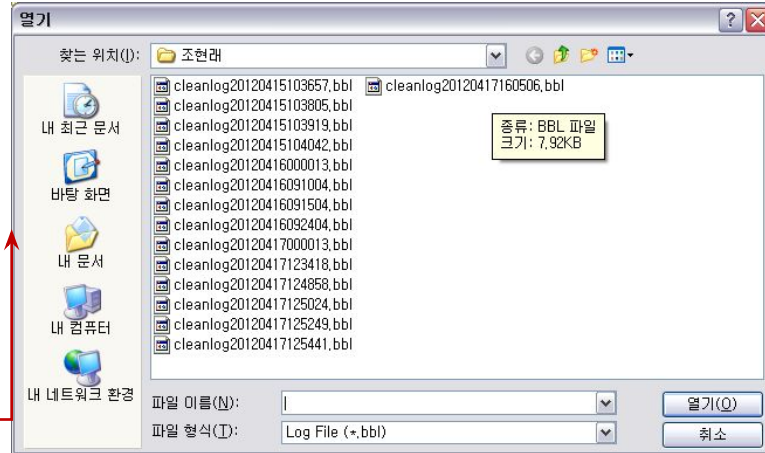 열기
찾는 위치(I): 조현래
내 최근 문서
바탕 화면
내 문서
내 컴퓨터
내 네트워크 환경
cleanlog20120415103657.bbl
cleanlog20120415103805.bbl
cleanlog20120415103919.bbl
cleanlog20120415104042.bbl
cleanlog20120416000013.bbl
cleanlog20120416091004.bbl
cleanlog20120416091504.bbl
cleanlog20120416092404.bbl
cleanlog20120417000013.bbl
cleanlog20120417123418.bbl
cleanlog20120417124858.bbl
cleanlog20120417125024.bbl
cleanlog20120417125249.bbl
cleanlog20120417125441.bbl
cleanlog20120417160506.bbl
종류: BBL 파일
크기: 7.92KB
파일 이름(N):
열기(O)
파일 형식(T): Log File (*.bbl)
취소